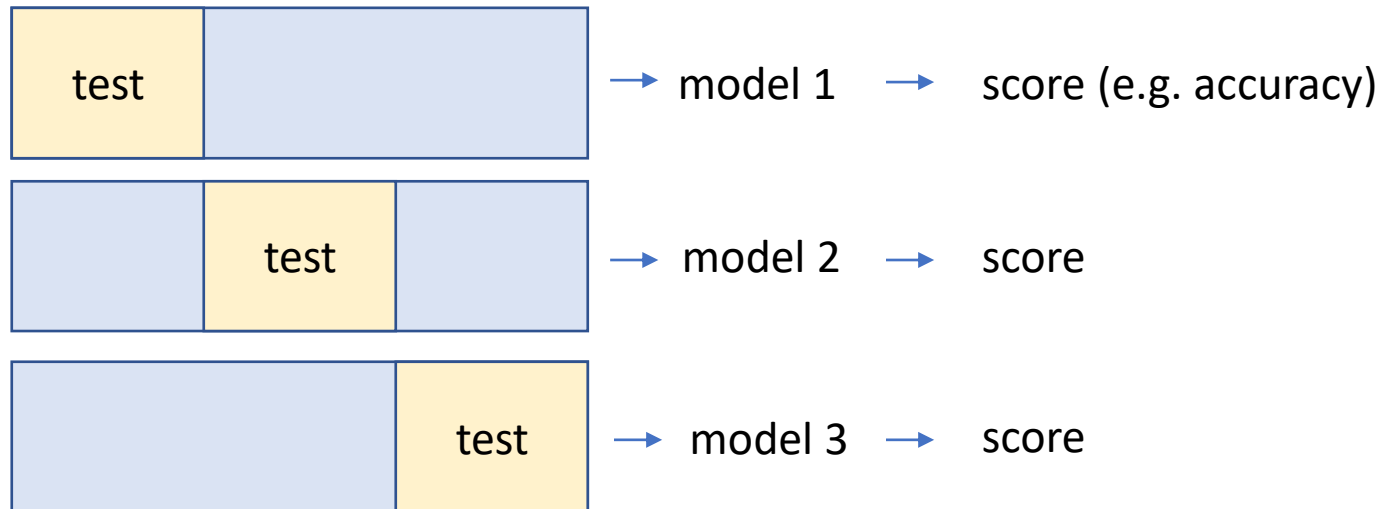 test model 1 score (e.g. accuracy)
test model 2 score
test model 3 score